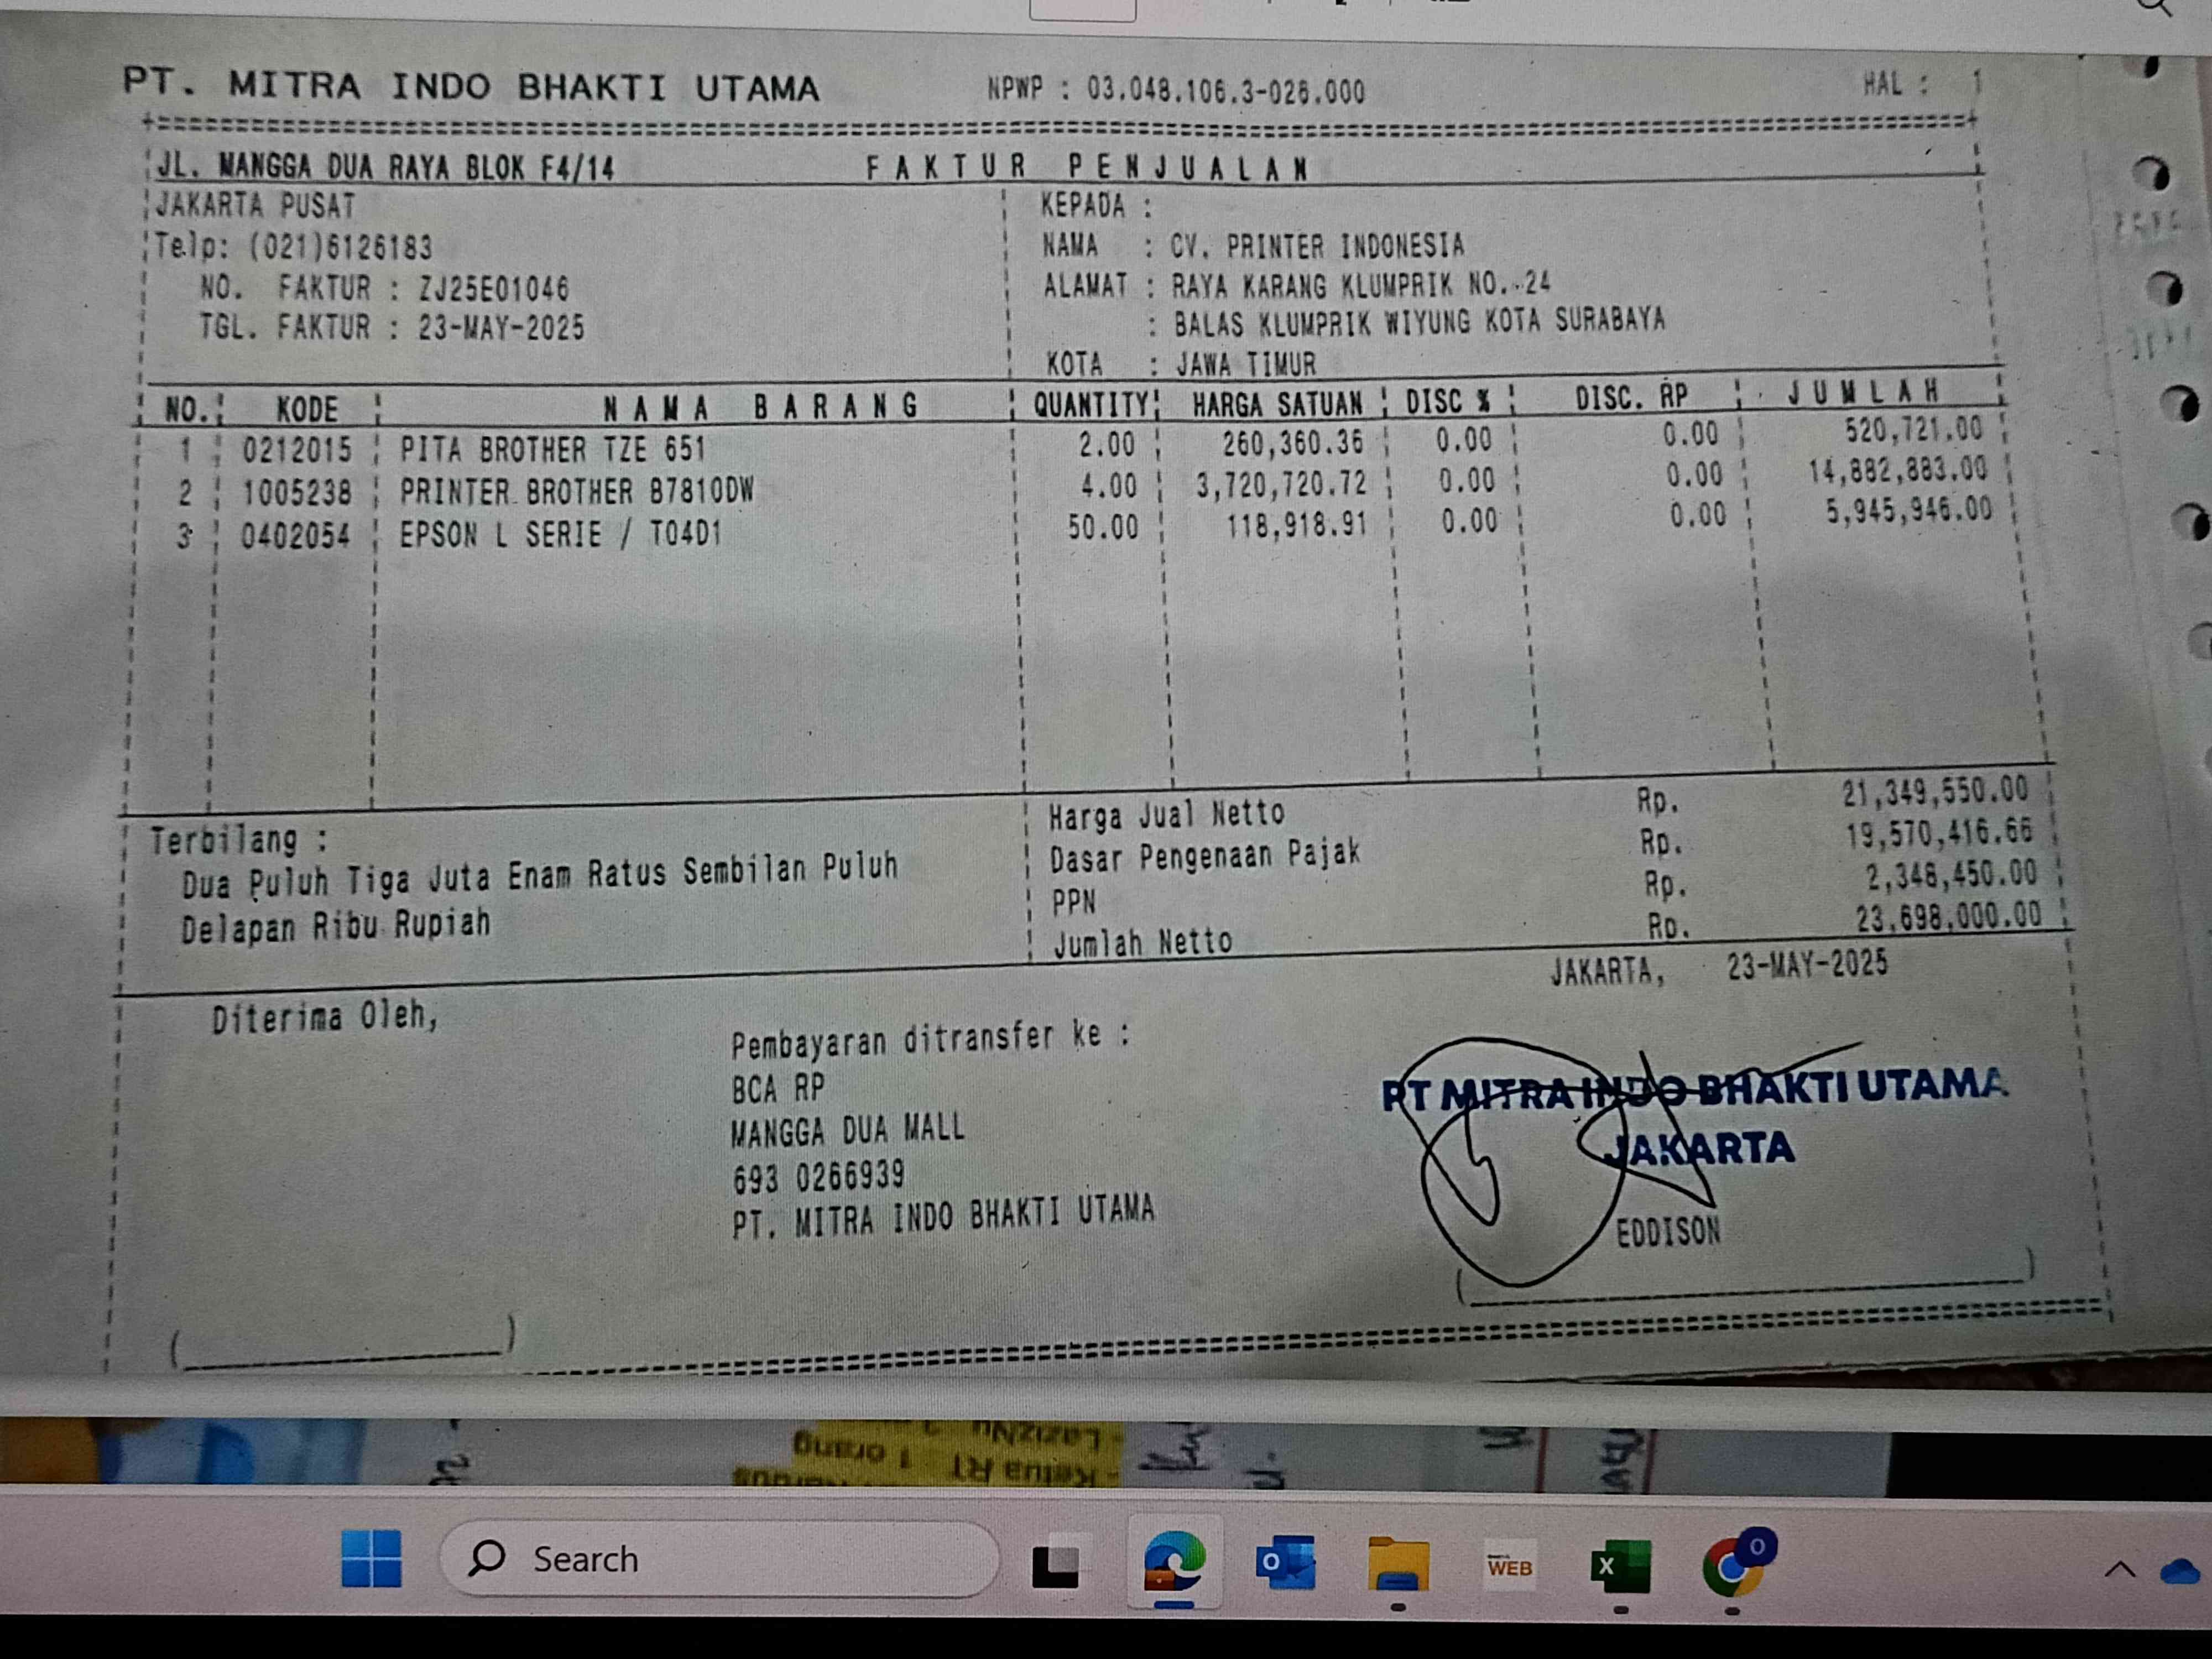 PT. MITRA INDO BHAKTI UTAMA NPWP : 03.048.106.3-026.000 HAL : 1
JL. MANGGA DUA RAYA BLOK F4/14 FAKTUR PENJUALAN
JAKARTA PUSAT KEPADA :
Telp: (021)6126183 NAMA : CV. PRINTER INDONESIA
NO. FAKTUR : ZJ25E01046 ALAMAT : RAYA KARANG KLUMPRIK NO. 24
TGL. FAKTUR : 23-MAY-2025 : BALAS KLUMPRIK WIYUNG KOTA SURABAYA
KOTA : JAWA TIMUR
NO. KODE NAMA BARANG QUANTITY HARGA SATUAN DISC % DISC. RP JUMLAH
1 0212015 PITA BROTHER TZE 651 2.00 260,360.36 0.00 0.00 520,721.00
2 1005238 PRINTER BROTHER B7810DW 4.00 3,720,720.72 0.00 0.00 14,882,883.00
3 0402054 EPSON L SERIE / T04D1 50.00 118,918.91 0.00 0.00 5,945,946.00
Harga Jual Netto Rp. 21,349,550.00
Terbilang : Dasar Pengenaan Pajak Rp. 19,570,416.66
Dua Puluh Tiga Juta Enam Ratus Sembilan Puluh PPN Rp. 2,348,450.00
Delapan Ribu Rupiah Jumlah Netto Rp. 23,698,000.00
JAKARTA, 23-MAY-2025
Diterima Oleh,
Pembayaran ditransfer ke :
BCA RP
MANGGA DUA MALL
693 0266939
PT. MITRA INDO BHAKTI UTAMA
PT MITRA INDO BHAKTI UTAMA
JAKARTA
EDDISON
- LazizNu
- Ketua RT 1 orang
Search
WEB